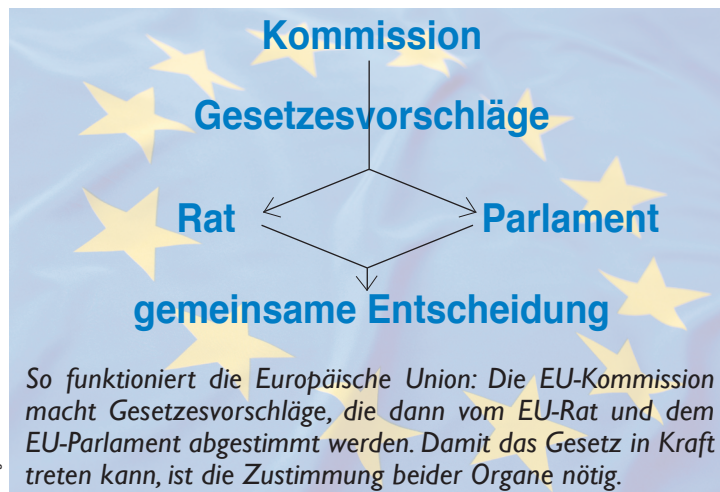 Kommission
Gesetzesvorschläge
Rat Parlament
gemeinsame Entscheidung
So funktioniert die Europäische Union: Die EU-Kommission
macht Gesetzesvorschläge, die dann vom EU-Rat und dem
EU-Parlament abgestimmt werden. Damit das Gesetz in Kraft
treten kann, ist die Zustimmung beider Organe nötig.